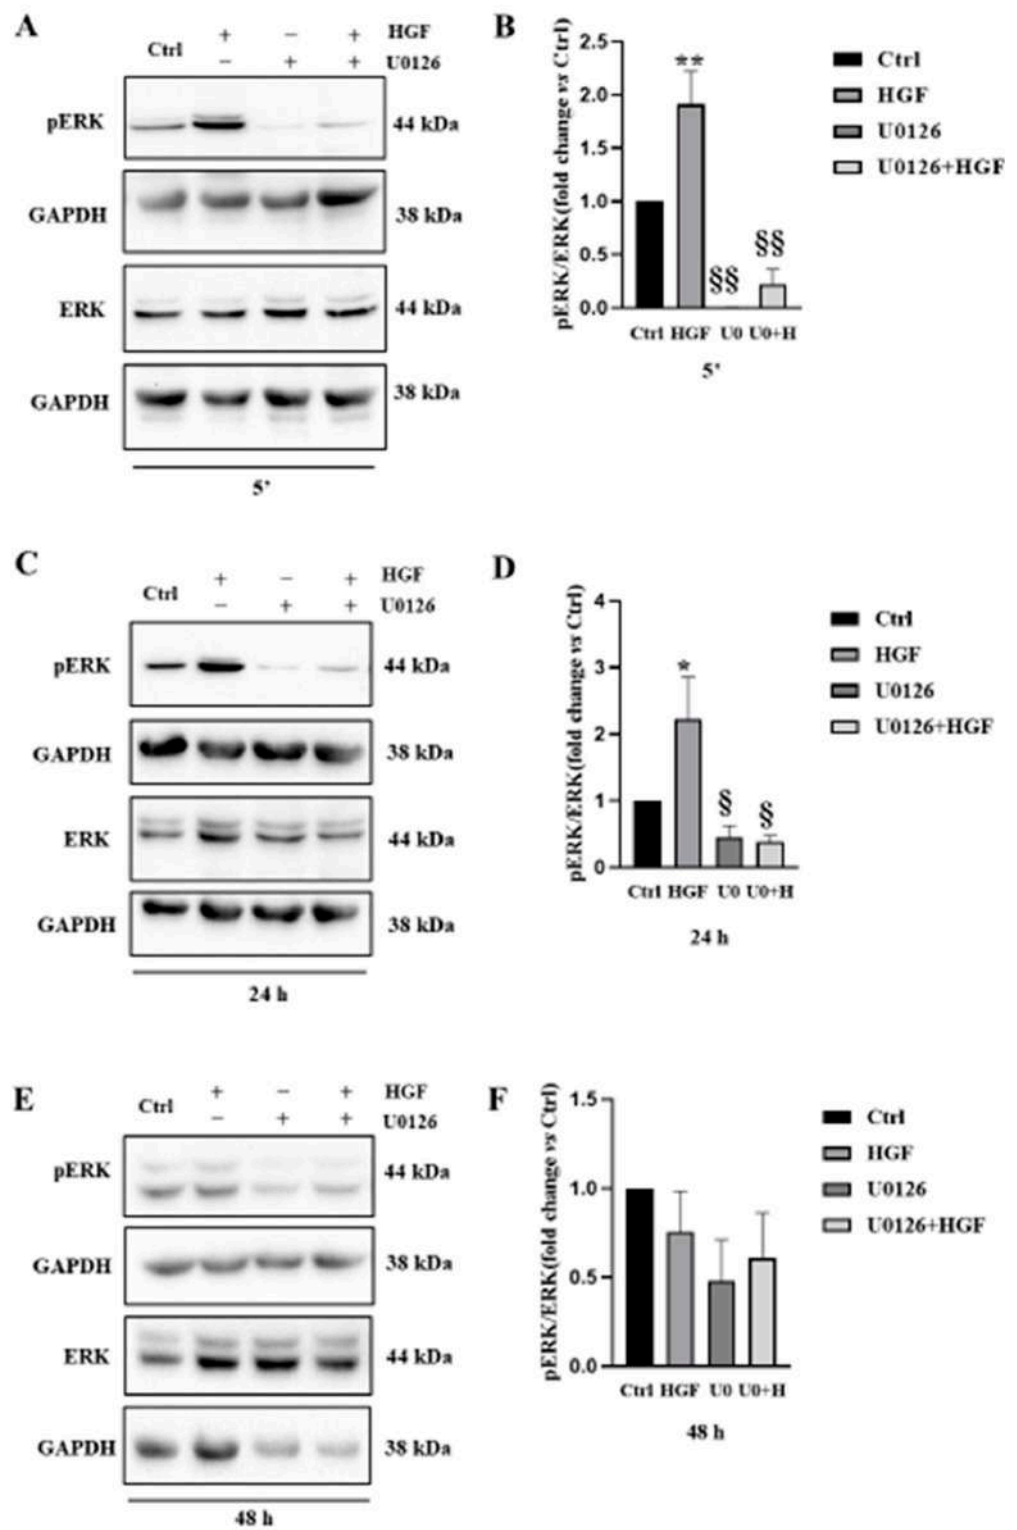 A
Ctrl + − + HGF
− + + U0126
pERK 44 kDa
GAPDH 38 kDa
ERK 44 kDa
GAPDH 38 kDa
5'
B
pERK/ERK(fold change vs Ctrl)
2.5
2.0
1.5
1.0
0.5
0.0
**
§§
§§
Ctrl HGF U0 U0+H
5'
Ctrl
HGF
U0126
U0126+HGF
C
Ctrl + − + HGF
− + + U0126
pERK 44 kDa
GAPDH 38 kDa
ERK 44 kDa
GAPDH 38 kDa
24 h
D
pERK/ERK(fold change vs Ctrl)
4
3
2
1
0
*
§
§
Ctrl HGF U0 U0+H
24 h
Ctrl
HGF
U0126
U0126+HGF
E
Ctrl + − + HGF
− + + U0126
pERK 44 kDa
GAPDH 38 kDa
ERK 44 kDa
GAPDH 38 kDa
48 h
F
pERK/ERK(fold change vs Ctrl)
1.5
1.0
0.5
0.0
Ctrl HGF U0 U0+H
48 h
Ctrl
HGF
U0126
U0126+HGF